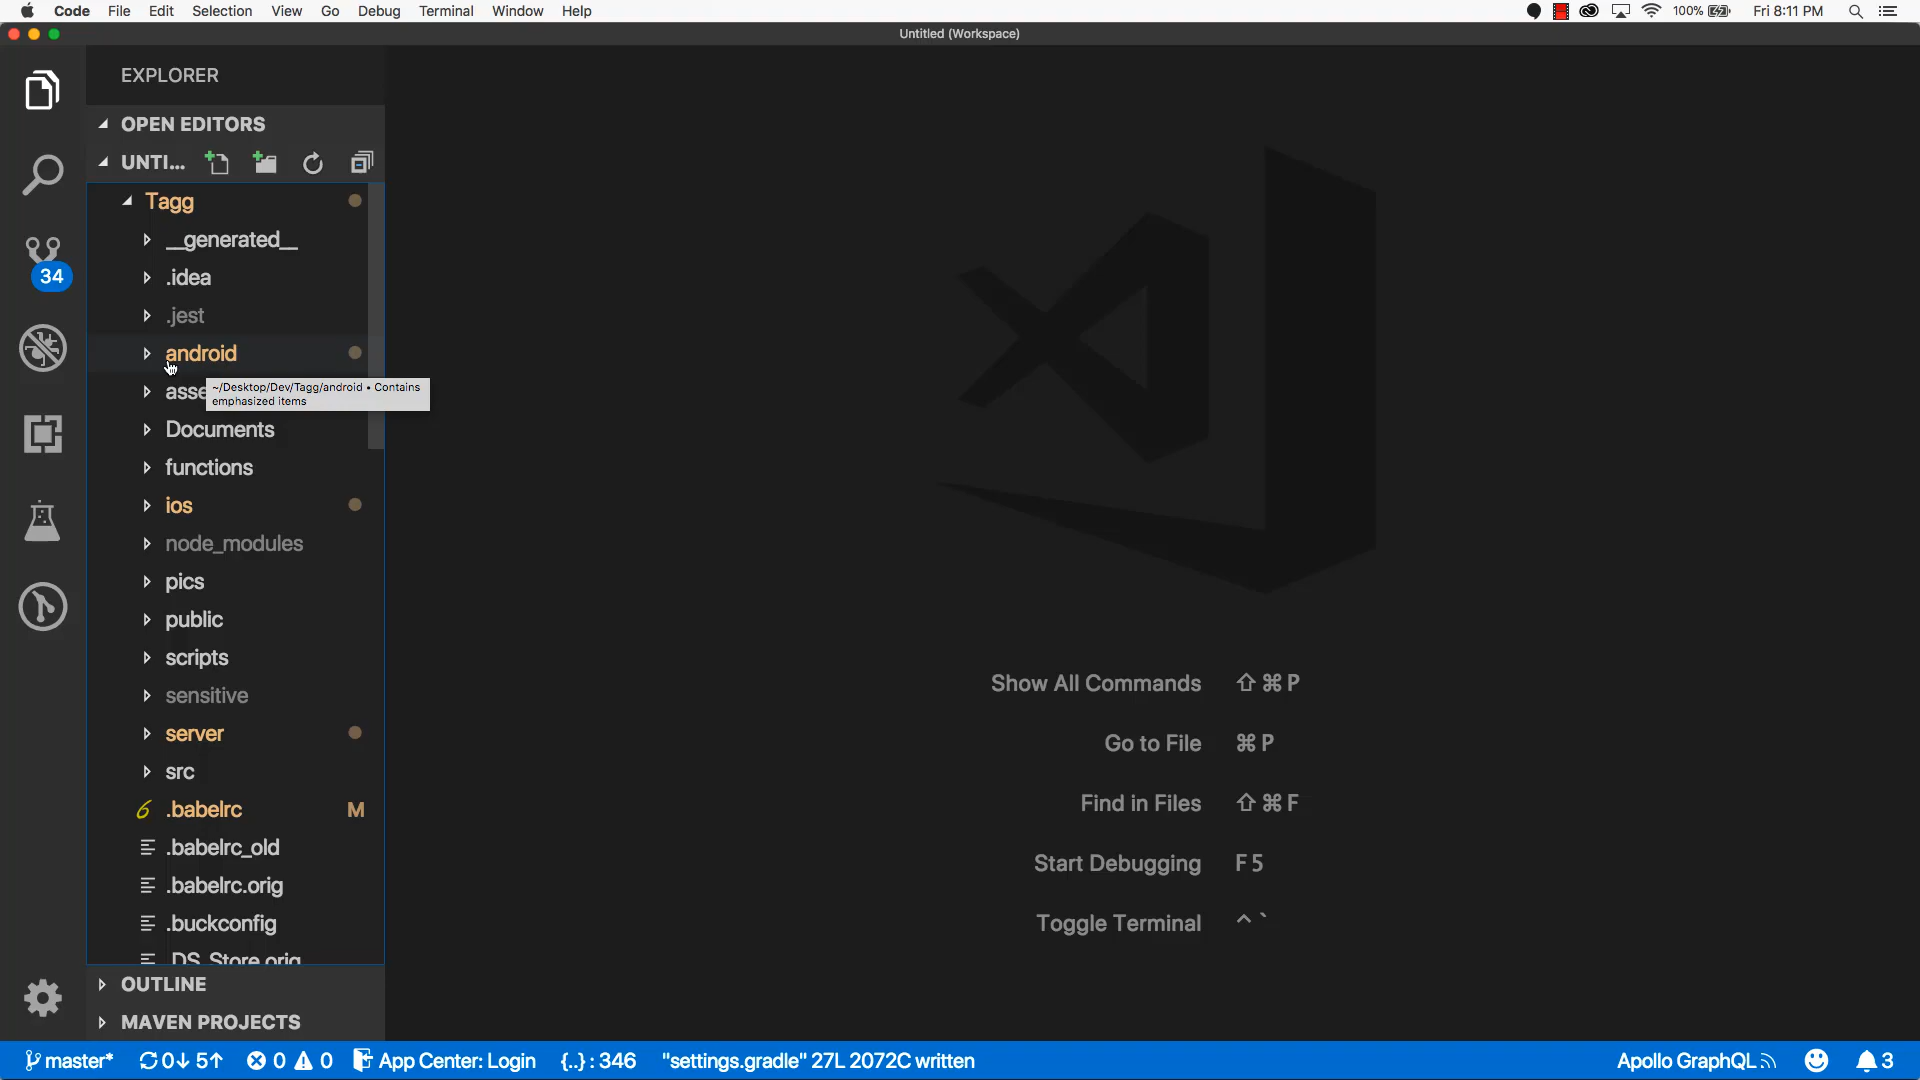 Code File Edit Selection View Go Debug Terminal Window Help 100% Fri 8:11 PM
Untitled (Workspace)
EXPLORER
OPEN EDITORS
UNTI...
Tagg
__generated__
.idea
.jest
android
~/Desktop/Dev/Tagg/android • Contains
emphasized items
asse
Documents
functions
ios
node_modules
pics
public
scripts
sensitive
server
src
.babelrc M
.babelrc_old
.babelrc.orig
.buckconfig
.DS_Store.orig
OUTLINE
MAVEN PROJECTS
34
Show All Commands ⇧⌘P
Go to File ⌘P
Find in Files ⇧⌘F
Start Debugging F5
Toggle Terminal ^`
master* 0↓ 5↑ 0 0 App Center: Login {..} : 346 "settings.gradle" 27L 2072C written Apollo GraphQL 3